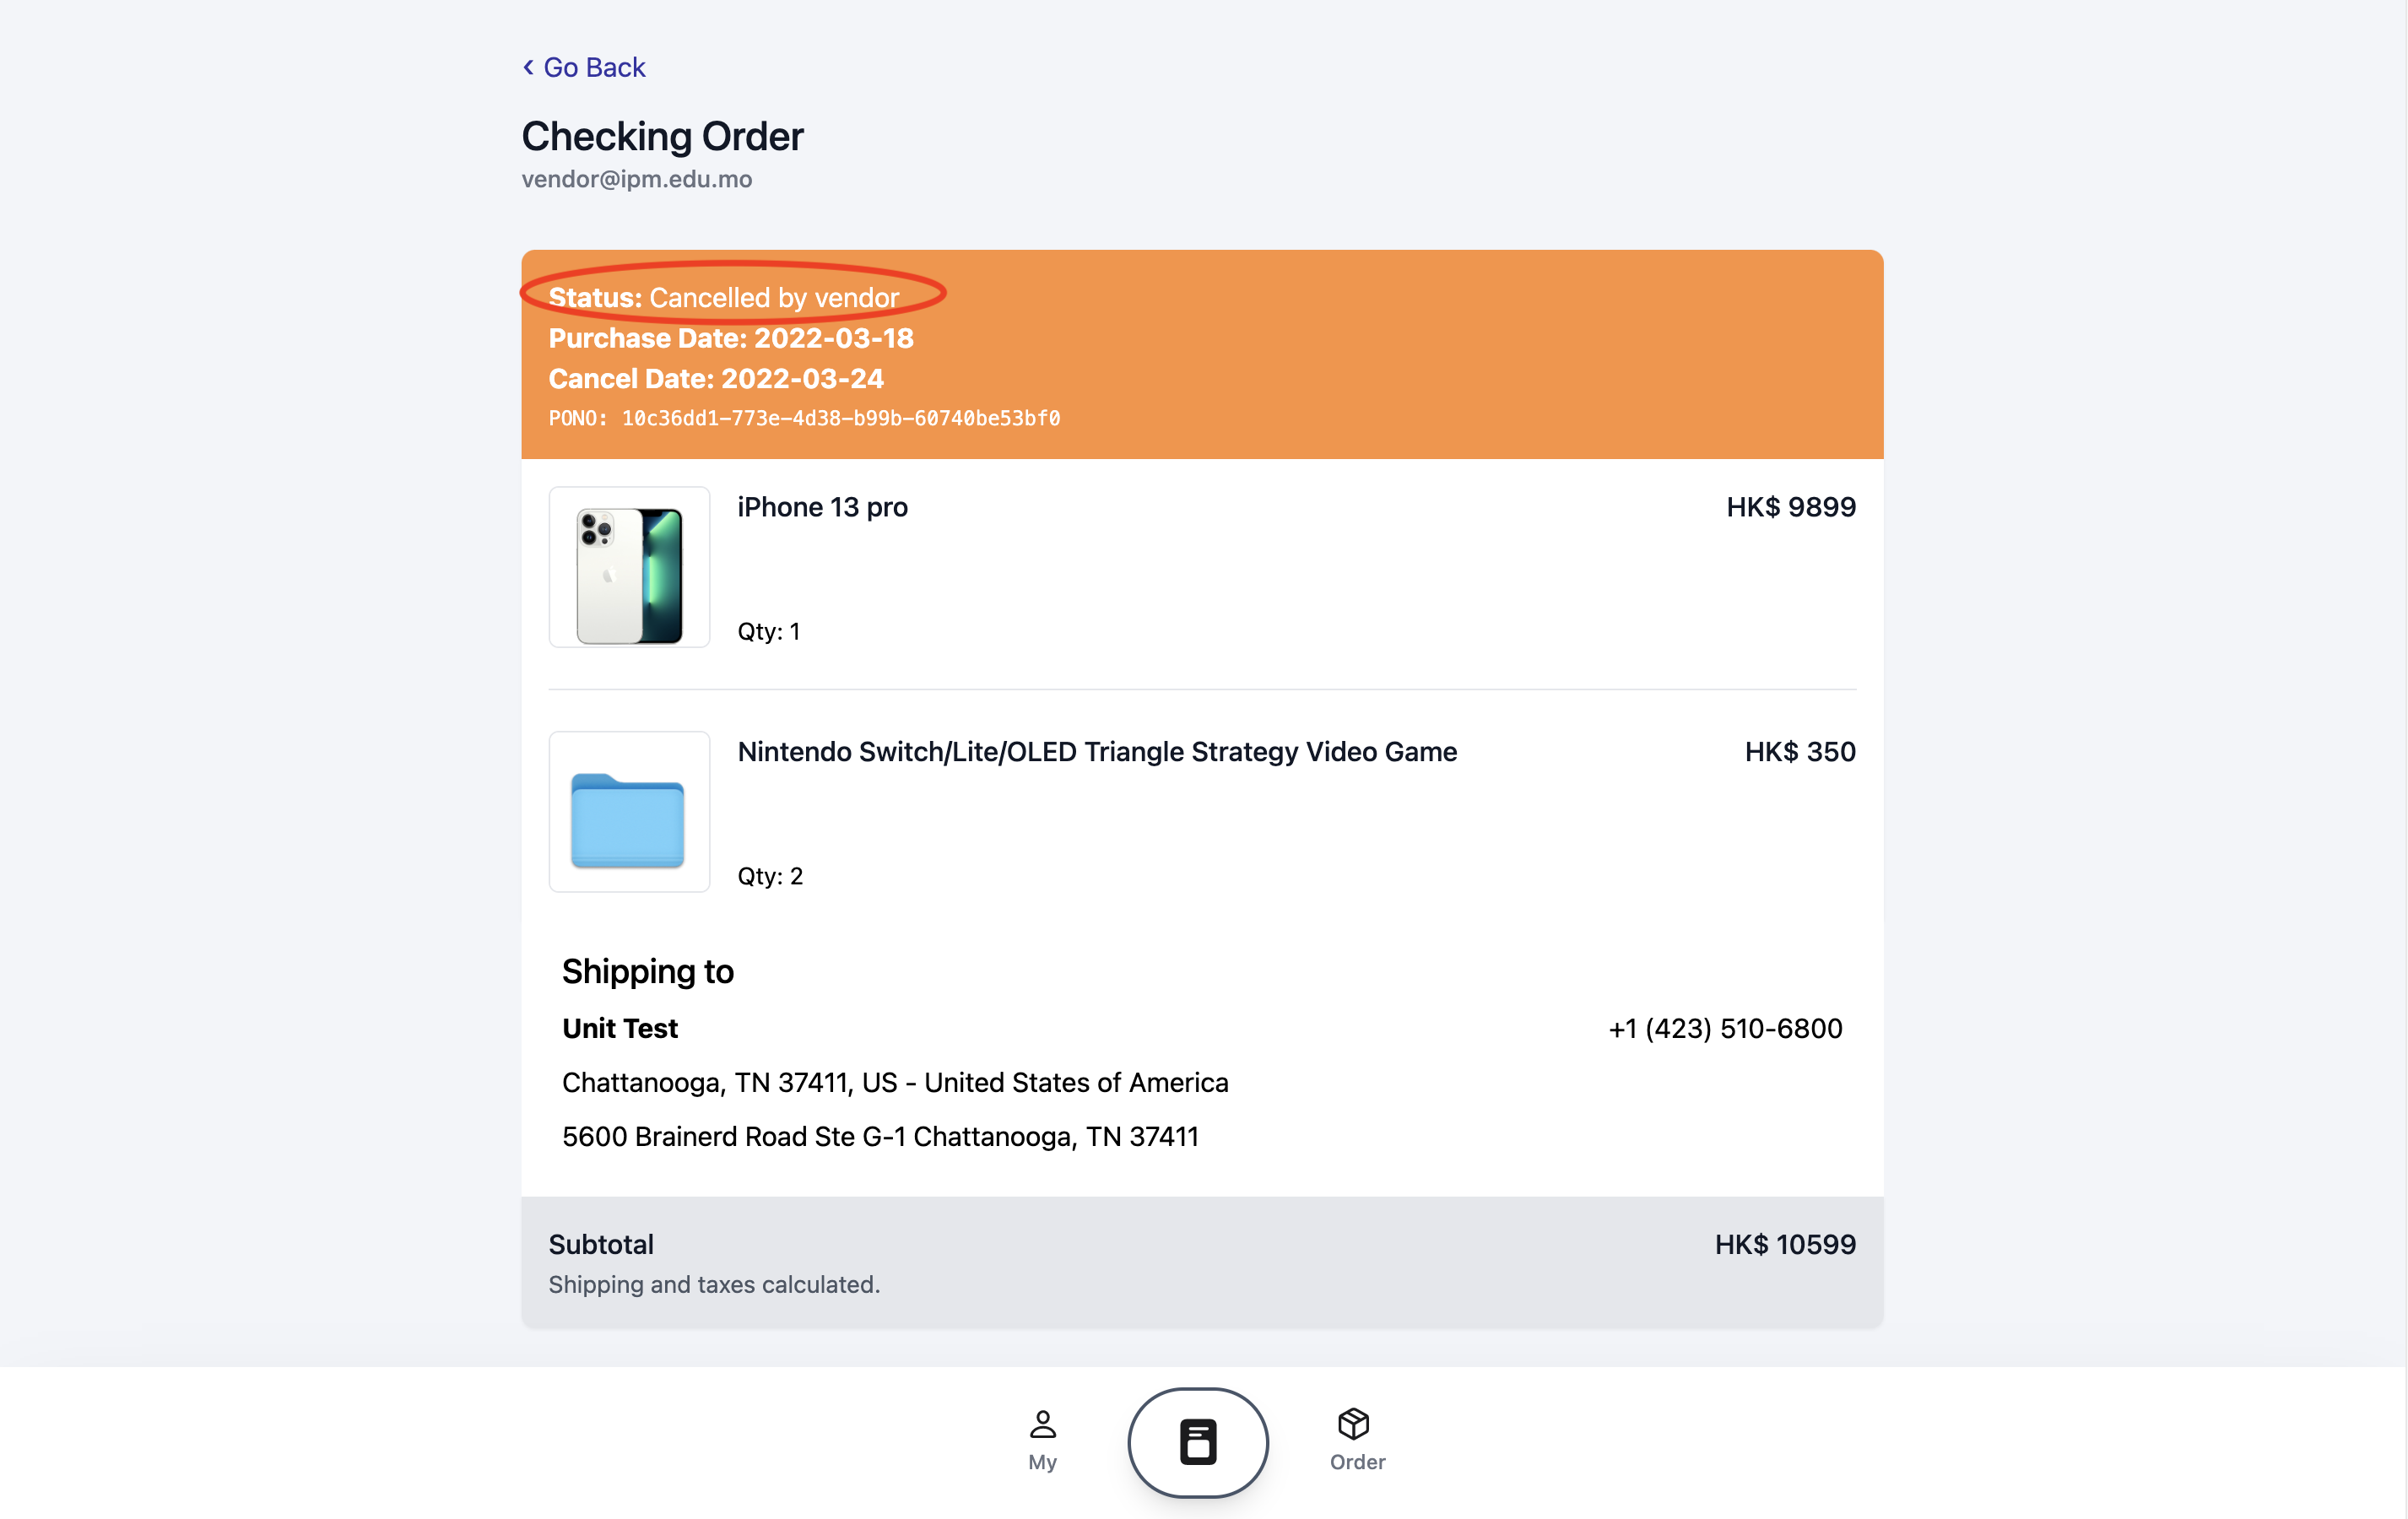 Go Back
Checking Order
vendor@ipm.edu.mo
Status: Cancelled by vendor
Purchase Date: 2022-03-18
Cancel Date: 2022-03-24
PONO: 10c36dd1-773e-4d38-b99b-60740be53bf0
iPhone 13 pro
HK$ 9899
Qty: 1
Nintendo Switch/Lite/OLED Triangle Strategy Video Game
HK$ 350
Qty: 2
Shipping to
Unit Test
+1 (423) 510-6800
Chattanooga, TN 37411, US - United States of America
5600 Brainerd Road Ste G-1 Chattanooga, TN 37411
Subtotal
HK$ 10599
Shipping and taxes calculated.
My
Order